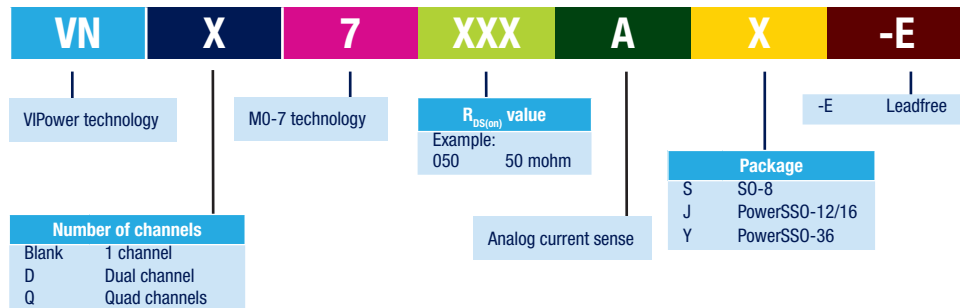 VN X 7 XXX A X -E
VIPower technology
M0-7 technology
RDS(on) value
Example:
050 50 mohm
-E Leadfree
Package
S SO-8
J PowerSSO-12/16
Y PowerSSO-36
Analog current sense
Number of channels
Blank 1 channel
D Dual channel
Q Quad channels